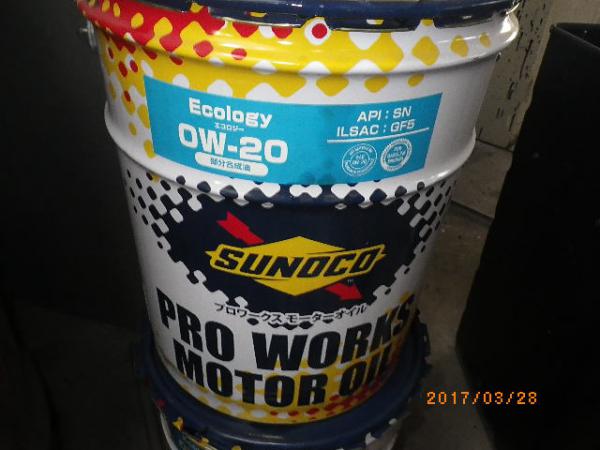 Ecology
エコロジー
0W-20
部分合成油
API : SN
ILSAC : GF5
SUNOCO
プロワークス モーターオイル
PRO WORKS
MOTOR OIL
2017/03/28